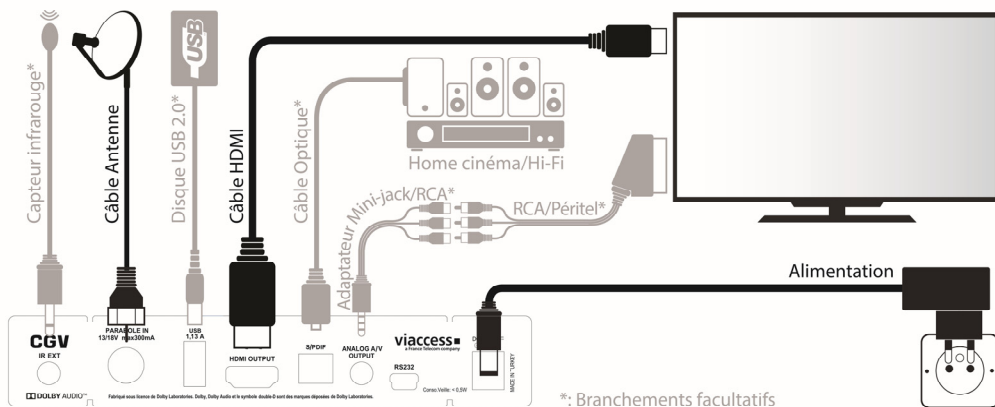 Capteur infrarouge*
Câble Antenne
USB
Disque USB 2.0*
Câble HDMI
Câble Optique*
Home cinéma/Hi-Fi
Adaptateur Mini-jack/RCA*
RCA/Péritel*
Alimentation
CGV
IR EXT
PARABOLE IN
13/18V max300mA
USB
1,13 A
HDMI OUTPUT
S/PDIF
ANALOG A/V
OUTPUT
viaccess
a France Telecom company
RS232
Conso.Veille: < 0,5W
MADE IN TURKEY
DOLBY AUDIO™
Fabriqué sous licence de Dolby Laboratories. Dolby, Dolby Audio et le symbole double-D sont des marques déposées de Dolby Laboratories.
*: Branchements facultatifs